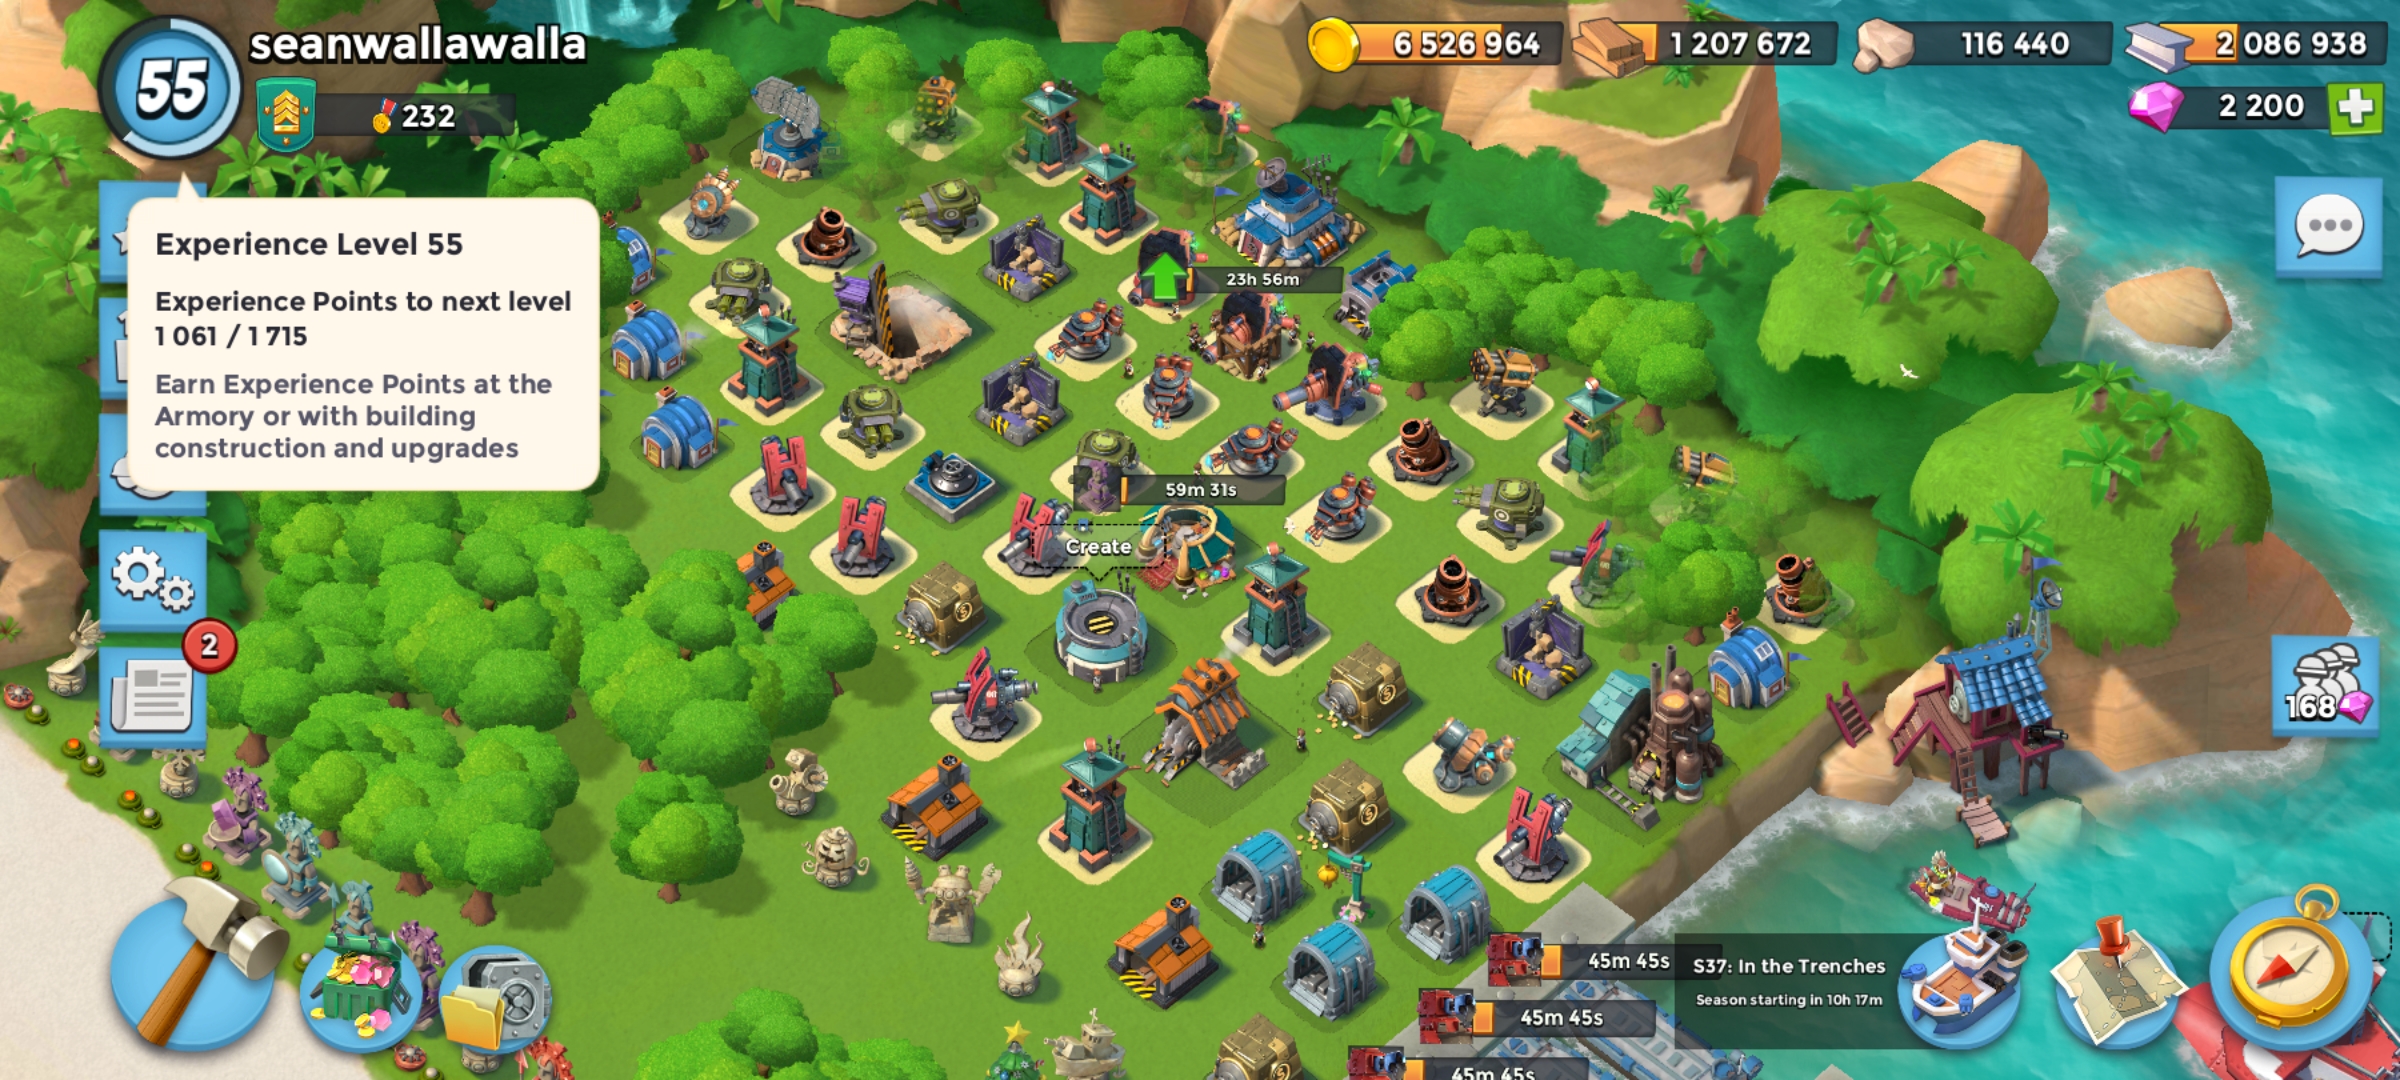 55
seanwallawalla
232
6 526 964
1 207 672
116 440
2 086 938
2 200
Experience Level 55
Experience Points to next level
1 061 / 1 715
Earn Experience Points at the
Armory or with building
construction and upgrades
23h 56m
59m 31s
Create
2
168
45m 45s
45m 45s
45m 45s
S37: In the Trenches
Season starting in 10h 17m